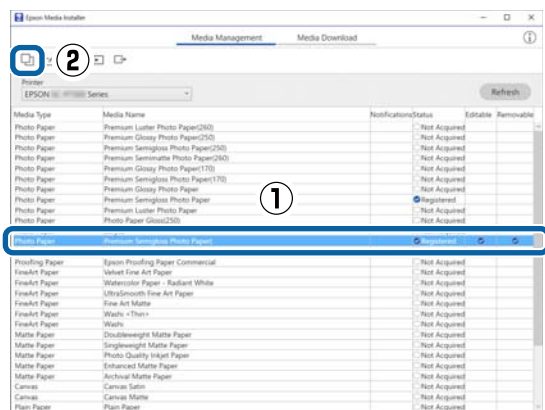 Epson Media Installer
Media Management Media Download
②
Printer
EPSON Series
Refresh
Media Type Media Name Notifications Status Editable Removable
Photo Paper Premium Luster Photo Paper(260) Not Acquired
Photo Paper Premium Glossy Photo Paper(250) Not Acquired
Photo Paper Premium Semigloss Photo Paper(250) Not Acquired
Photo Paper Premium Semimatte Photo Paper(260) Not Acquired
Photo Paper Premium Glossy Photo Paper(170) Not Acquired
Photo Paper Premium Semigloss Photo Paper(170) Not Acquired
Photo Paper Premium Glossy Photo Paper Not Acquired
Photo Paper Premium Semigloss Photo Paper Registered
①
Photo Paper Premium Luster Photo Paper Not Acquired
Photo Paper Photo Paper Gloss(250) Not Acquired
Photo Paper Premium Semigloss Photo Paper( Registered
Proofing Paper Epson Proofing Paper Commercial Not Acquired
FineArt Paper Velvet Fine Art Paper Not Acquired
FineArt Paper Watercolor Paper - Radiant White Not Acquired
FineArt Paper UltraSmooth Fine Art Paper Not Acquired
FineArt Paper Fine Art Matte Not Acquired
FineArt Paper Washi <Thin> Not Acquired
FineArt Paper Washi Not Acquired
Matte Paper Doubleweight Matte Paper Not Acquired
Matte Paper Singleweight Matte Paper Not Acquired
Matte Paper Photo Quality Inkjet Paper Not Acquired
Matte Paper Enhanced Matte Paper Not Acquired
Matte Paper Archival Matte Paper Not Acquired
Canvas Canvas Satin Not Acquired
Canvas Canvas Matte Not Acquired
Plain Paper Plain Paper Not Acquired